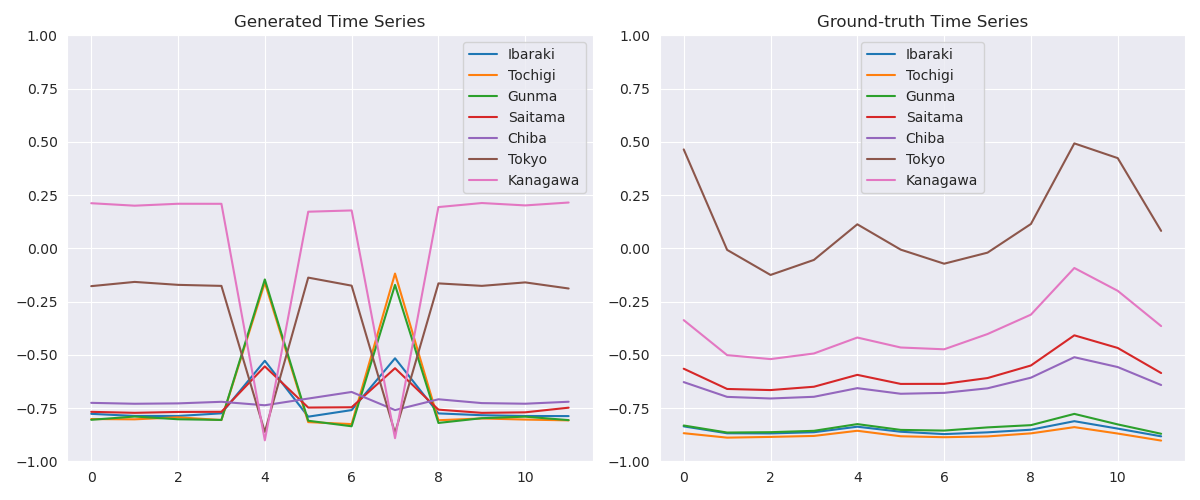 Generated Time Series
1.00
0.75
0.50
0.25
0.00
−0.25
−0.50
−0.75
−1.00
0 2 4 6 8 10
Ibaraki
Tochigi
Gunma
Saitama
Chiba
Tokyo
Kanagawa
Ground-truth Time Series
1.00
0.75
0.50
0.25
0.00
−0.25
−0.50
−0.75
−1.00
0 2 4 6 8 10
Ibaraki
Tochigi
Gunma
Saitama
Chiba
Tokyo
Kanagawa